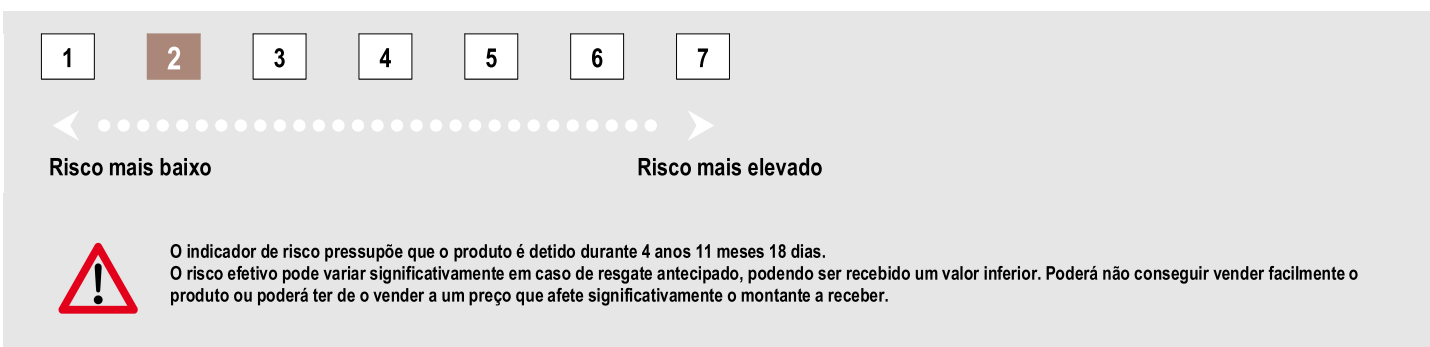 1 2 3 4 5 6 7
Risco mais baixo Risco mais elevado
O indicador de risco pressupõe que o produto é detido durante 4 anos 11 meses 18 dias.
O risco efetivo pode variar significativamente em caso de resgate antecipado, podendo ser recebido um valor inferior. Poderá não conseguir vender facilmente o
produto ou poderá ter de o vender a um preço que afete significativamente o montante a receber.